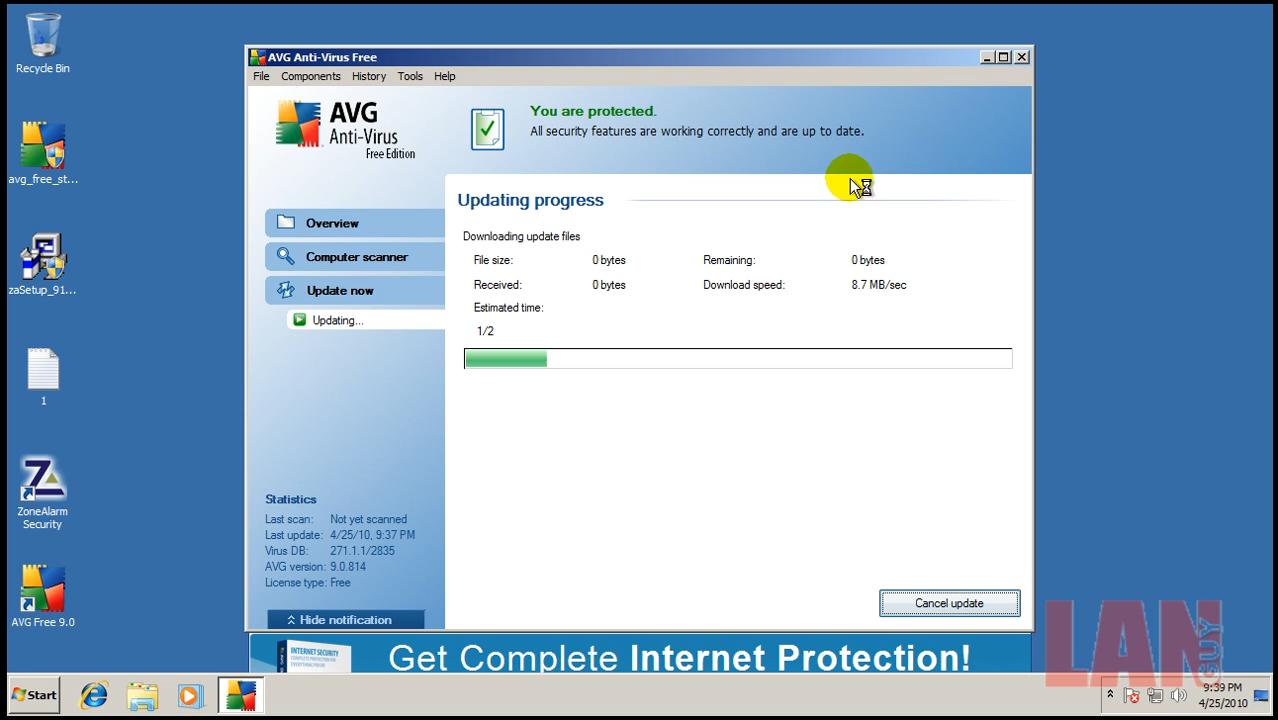 Recycle Bin
avg_free_st...
zaSetup_91...
1
ZoneAlarm
Security
AVG Free 9.0
AVG Anti-Virus Free
File Components History Tools Help
AVG
Anti-Virus
Free Edition
You are protected.
All security features are working correctly and are up to date.
Overview
Computer scanner
Update now
Updating...
Updating progress
Downloading update files
File size: 0 bytes Remaining: 0 bytes
Received: 0 bytes Download speed: 8.7 MB/sec
Estimated time:
1/2
Statistics
Last scan: Not yet scanned
Last update: 4/25/10, 9:37 PM
Virus DB: 271.1.1/2835
AVG version: 9.0.814
License type: Free
Hide notification
Cancel update
INTERNET
SECURITY
Get Complete Internet Protection!
LAN
GUY
Start
9:39 PM
4/25/2010